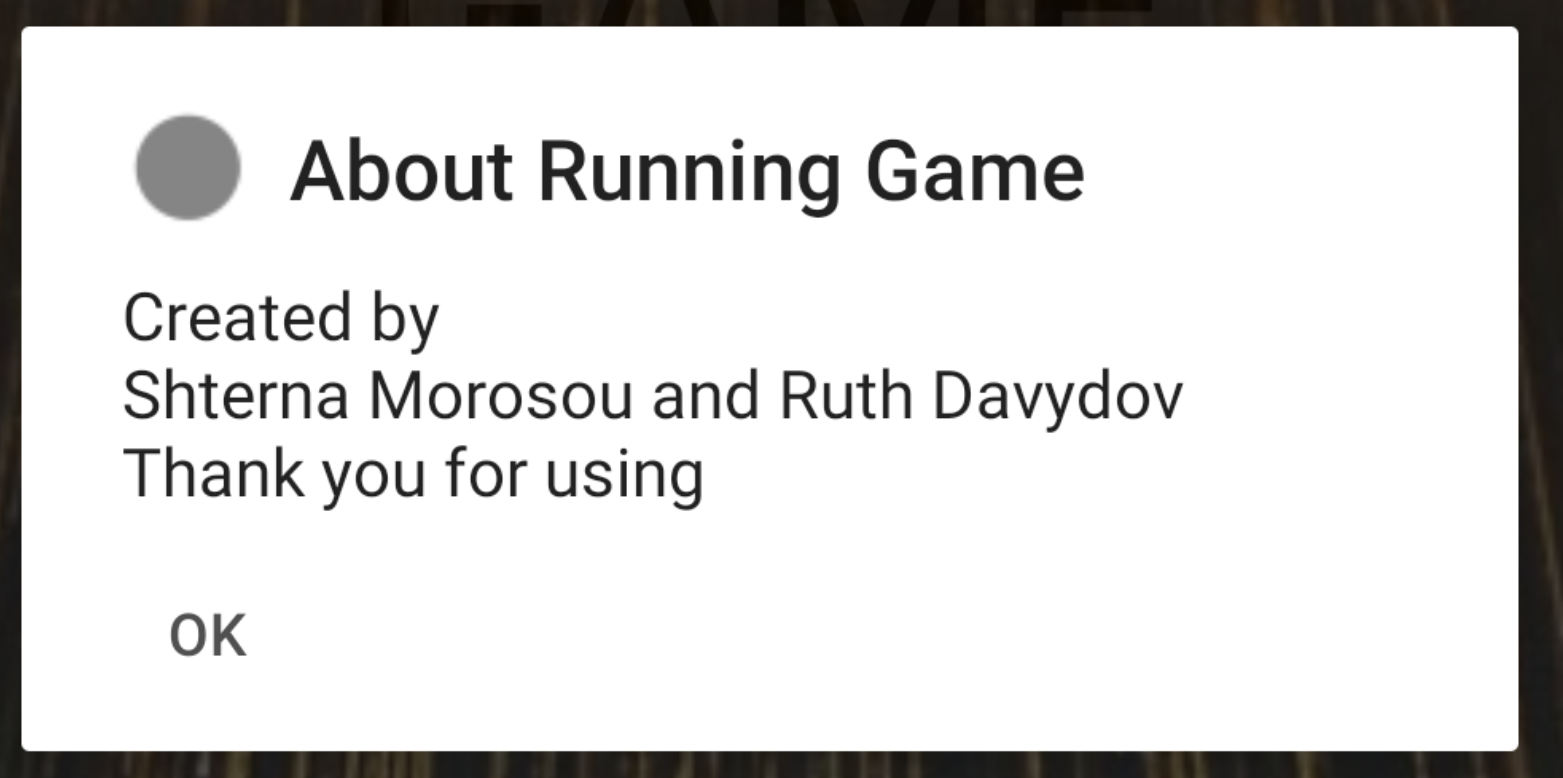 About Running Game
Created by
Shterna Morosou and Ruth Davydov
Thank you for using
OK